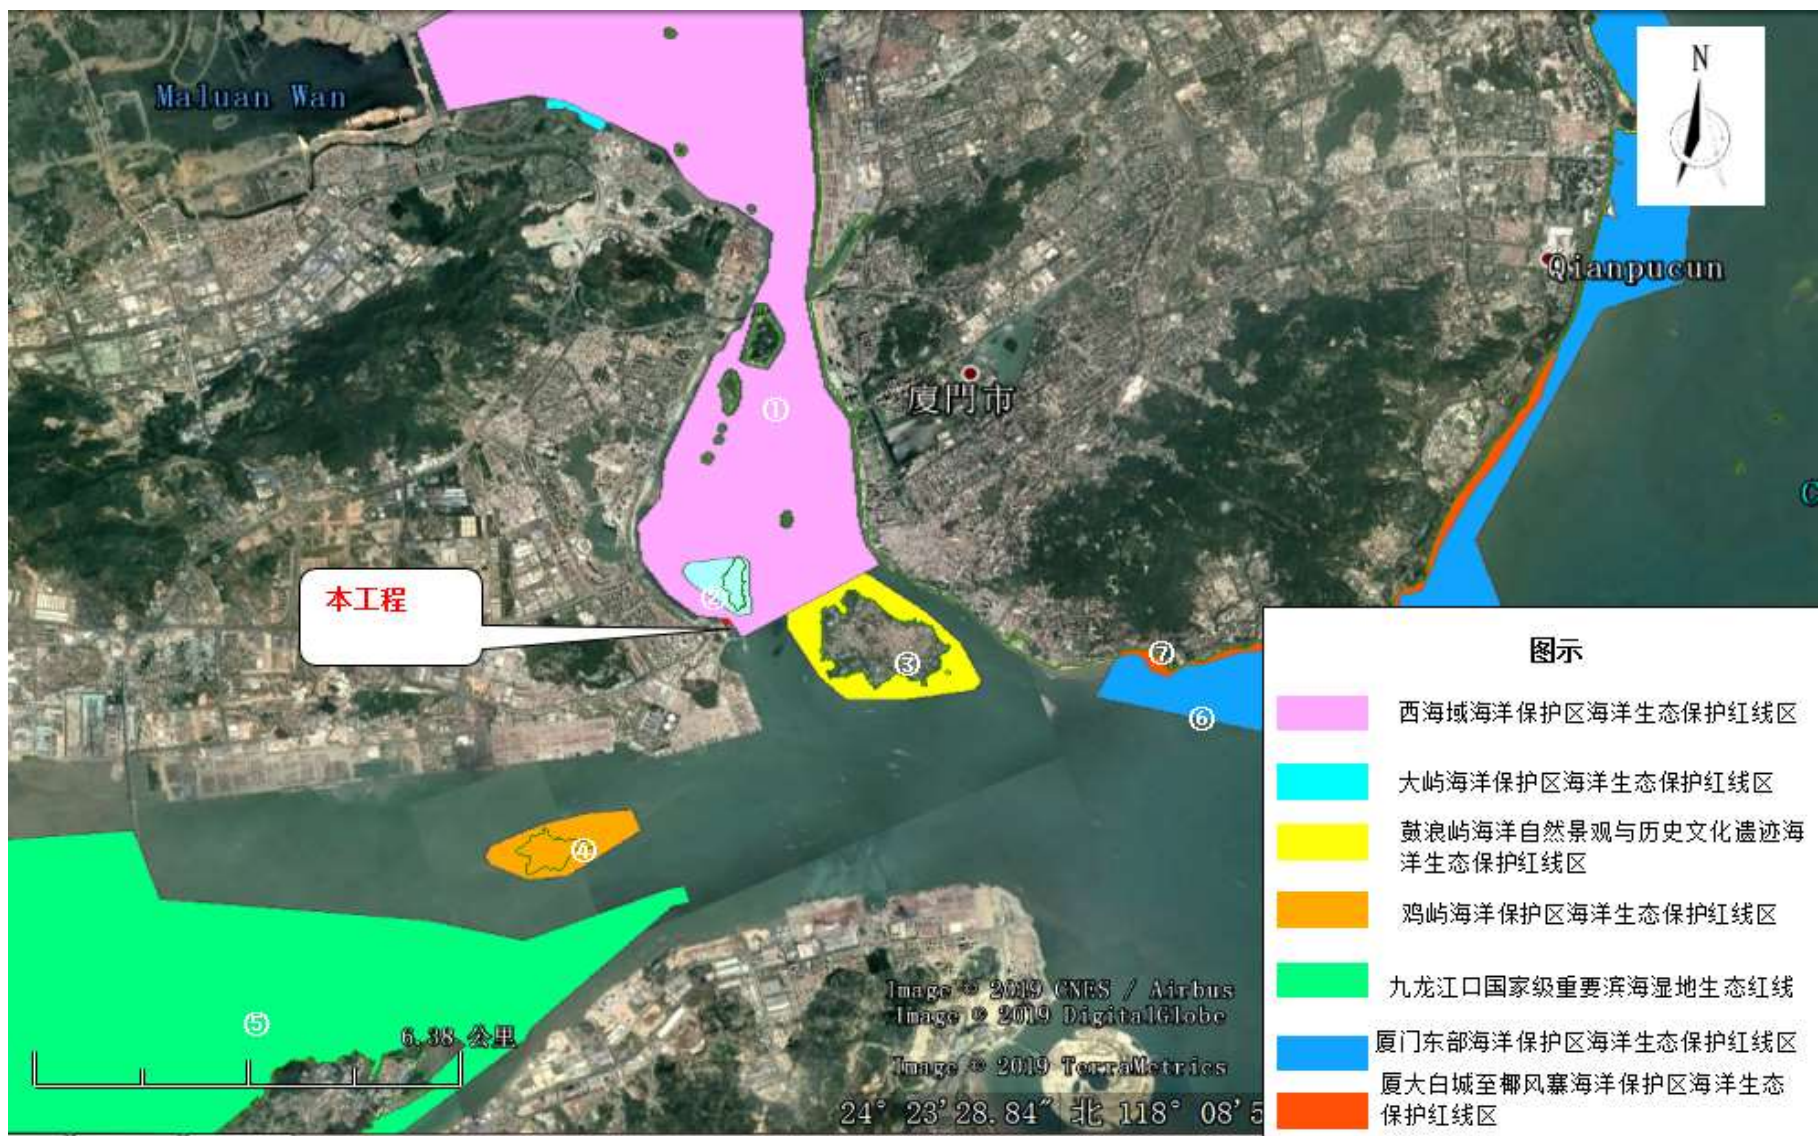 Maluan Wan
N
Qianpucun
厦門市
①
C
本工程
②
③
⑦
⑥
④
⑤
6.38 公里
Image © 2019 CNES / Airbus
Image © 2019 DigitalGlobe
Image © 2019 TerraMetrics
24° 23'28.84" 北 118° 08'5
图示
西海域海洋保护区海洋生态保护红线区
大屿海洋保护区海洋生态保护红线区
鼓浪屿海洋自然景观与历史文化遗迹海
洋生态保护红线区
鸡屿海洋保护区海洋生态保护红线区
九龙江口国家级重要滨海湿地生态红线
厦门东部海洋保护区海洋生态保护红线区
厦大白城至椰风寨海洋保护区海洋生态
保护红线区